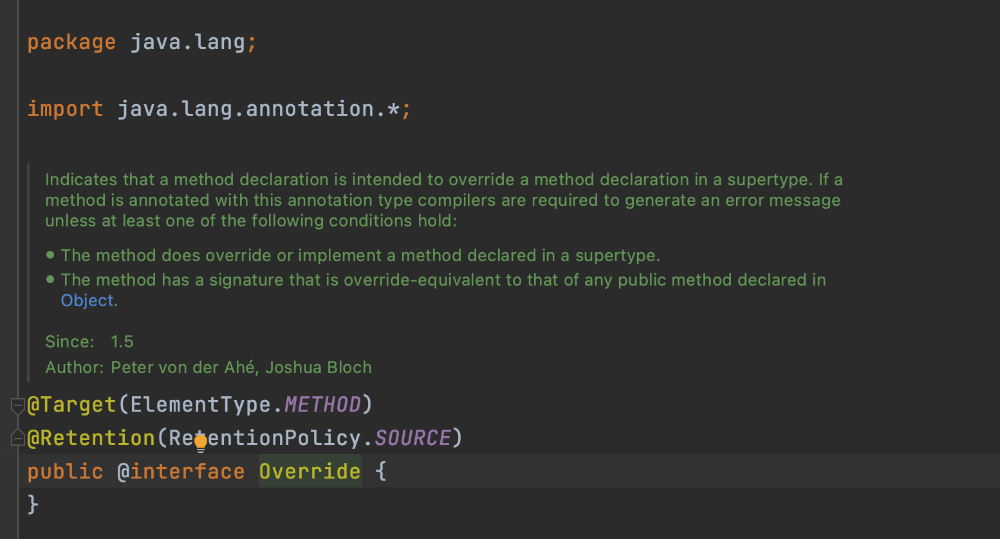 package java.lang;
import java.lang.annotation.*;
Indicates that a method declaration is intended to override a method declaration in a supertype. If a
method is annotated with this annotation type compilers are required to generate an error message
unless at least one of the following conditions hold:
• The method does override or implement a method declared in a supertype.
• The method has a signature that is override-equivalent to that of any public method declared in
Object.
Since: 1.5
Author: Peter von der Ahé, Joshua Bloch
@Target(ElementType.METHOD)
@Retention(RetentionPolicy.SOURCE)
public @interface Override {
}